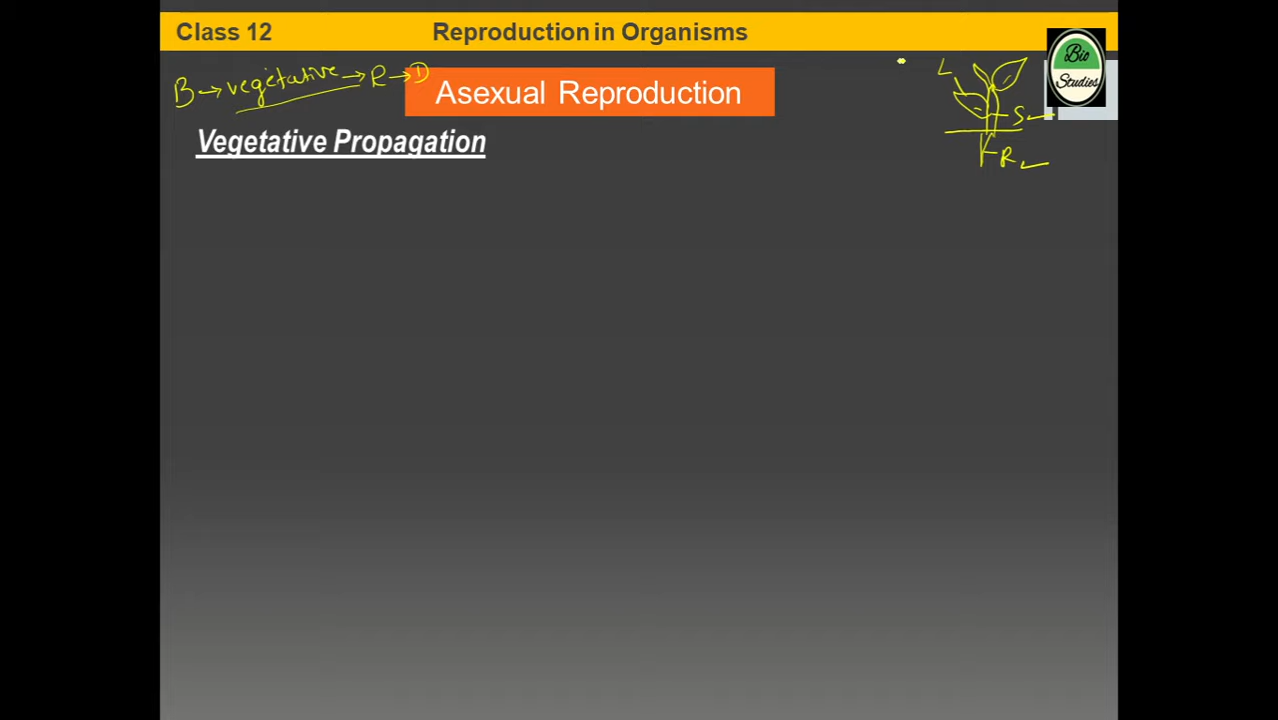 Class 12
Reproduction in Organisms
B → vegetative → R → D
Asexual Reproduction
Vegetative Propagation
L
S
R
Bio
Studies